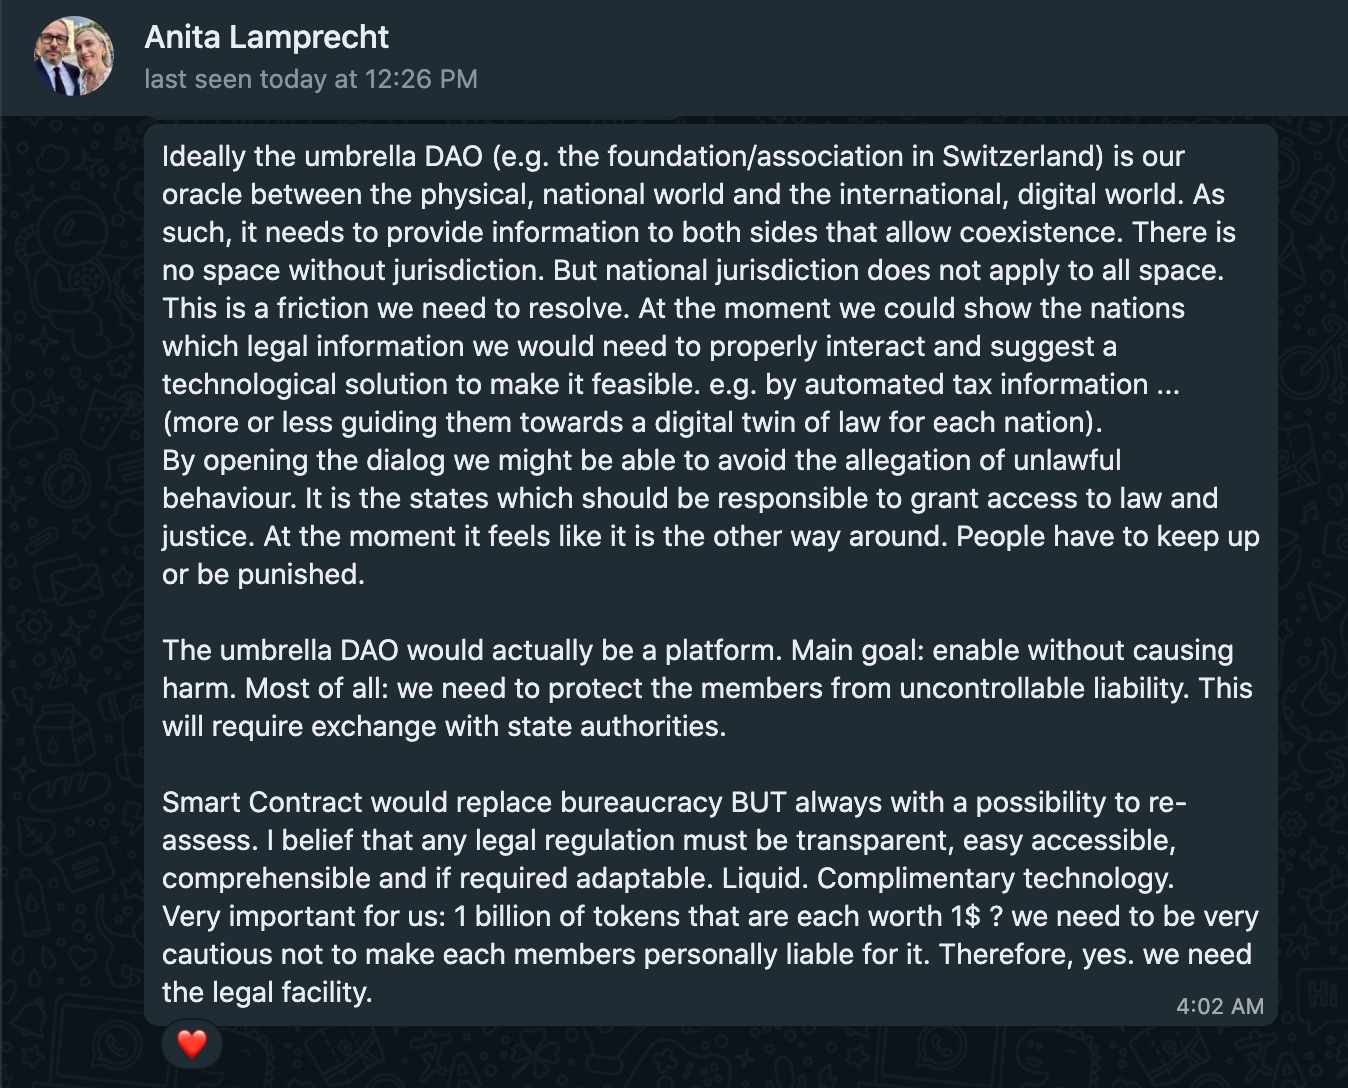 Anita Lamprecht
last seen today at 12:26 PM
Ideally the umbrella DAO (e.g. the foundation/association in Switzerland) is our
oracle between the physical, national world and the international, digital world. As
such, it needs to provide information to both sides that allow coexistence. There is
no space without jurisdiction. But national jurisdiction does not apply to all space.
This is a friction we need to resolve. At the moment we could show the nations
which legal information we would need to properly interact and suggest a
technological solution to make it feasible. e.g. by automated tax information ...
(more or less guiding them towards a digital twin of law for each nation).
By opening the dialog we might be able to avoid the allegation of unlawful
behaviour. It is the states which should be responsible to grant access to law and
justice. At the moment it feels like it is the other way around. People have to keep up
or be punished.
The umbrella DAO would actually be a platform. Main goal: enable without causing
harm. Most of all: we need to protect the members from uncontrollable liability. This
will require exchange with state authorities.
Smart Contract would replace bureaucracy BUT always with a possibility to re-
assess. I belief that any legal regulation must be transparent, easy accessible,
comprehensible and if required adaptable. Liquid. Complimentary technology.
Very important for us: 1 billion of tokens that are each worth 1$ ? we need to be very
cautious not to make each members personally liable for it. Therefore, yes. we need
the legal facility.
4:02 AM